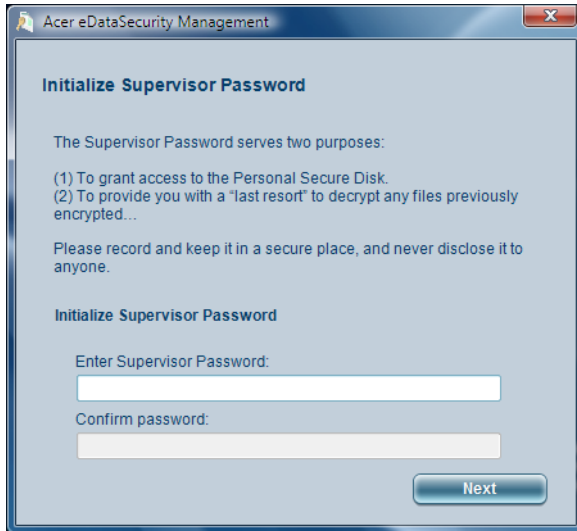 Acer eDataSecurity Management
Initialize Supervisor Password
The Supervisor Password serves two purposes:
(1) To grant access to the Personal Secure Disk.
(2) To provide you with a “last resort” to decrypt any files previously
encrypted...
Please record and keep it in a secure place, and never disclose it to
anyone.
Initialize Supervisor Password
Enter Supervisor Password:
Confirm password:
Next